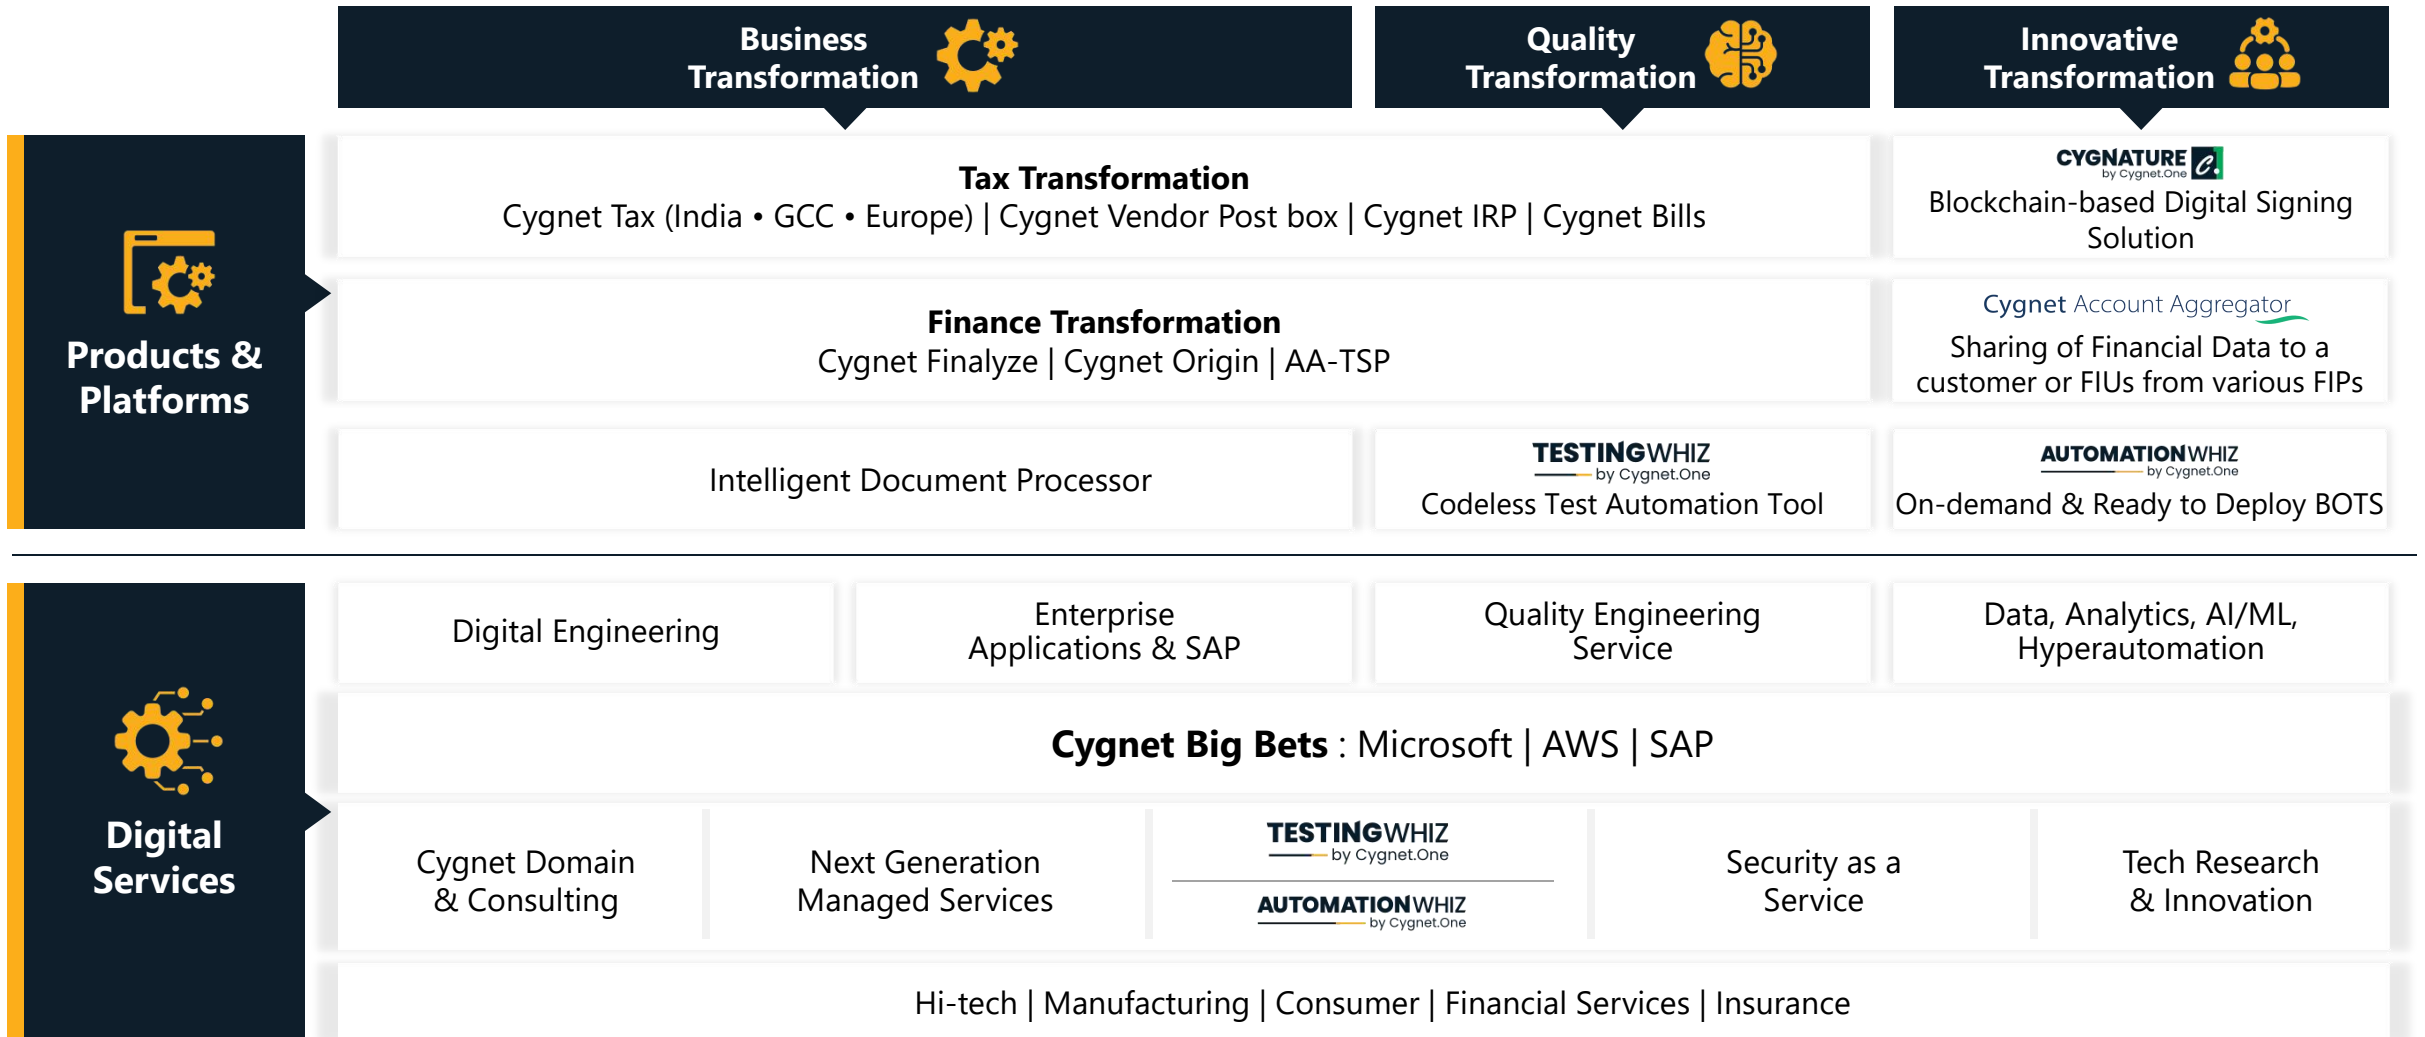 Business
Transformation
Quality
Transformation
Innovative
Transformation
Products &
Platforms
Tax Transformation
Cygnet Tax (India • GCC • Europe) | Cygnet Vendor Post box | Cygnet IRP | Cygnet Bills
CYGNATURE
by Cygnet.One
Blockchain-based Digital Signing
Solution
Finance Transformation
Cygnet Finalyze | Cygnet Origin | AA-TSP
Cygnet Account Aggregator
Sharing of Financial Data to a
customer or FIUs from various FIPs
Intelligent Document Processor
TESTINGWHIZ
by Cygnet.One
Codeless Test Automation Tool
AUTOMATIONWHIZ
by Cygnet.One
On-demand & Ready to Deploy BOTS
Digital
Services
Digital Engineering
Enterprise
Applications & SAP
Quality Engineering
Service
Data, Analytics, AI/ML,
Hyperautomation
Cygnet Big Bets : Microsoft | AWS | SAP
Cygnet Domain
& Consulting
Next Generation
Managed Services
TESTINGWHIZ
by Cygnet.One
AUTOMATIONWHIZ
by Cygnet.One
Security as a
Service
Tech Research
& Innovation
Hi-tech | Manufacturing | Consumer | Financial Services | Insurance